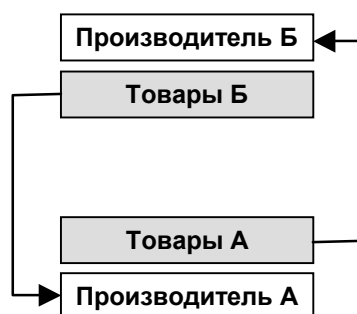 Производитель Б
Товары Б
Товары А
Производитель А